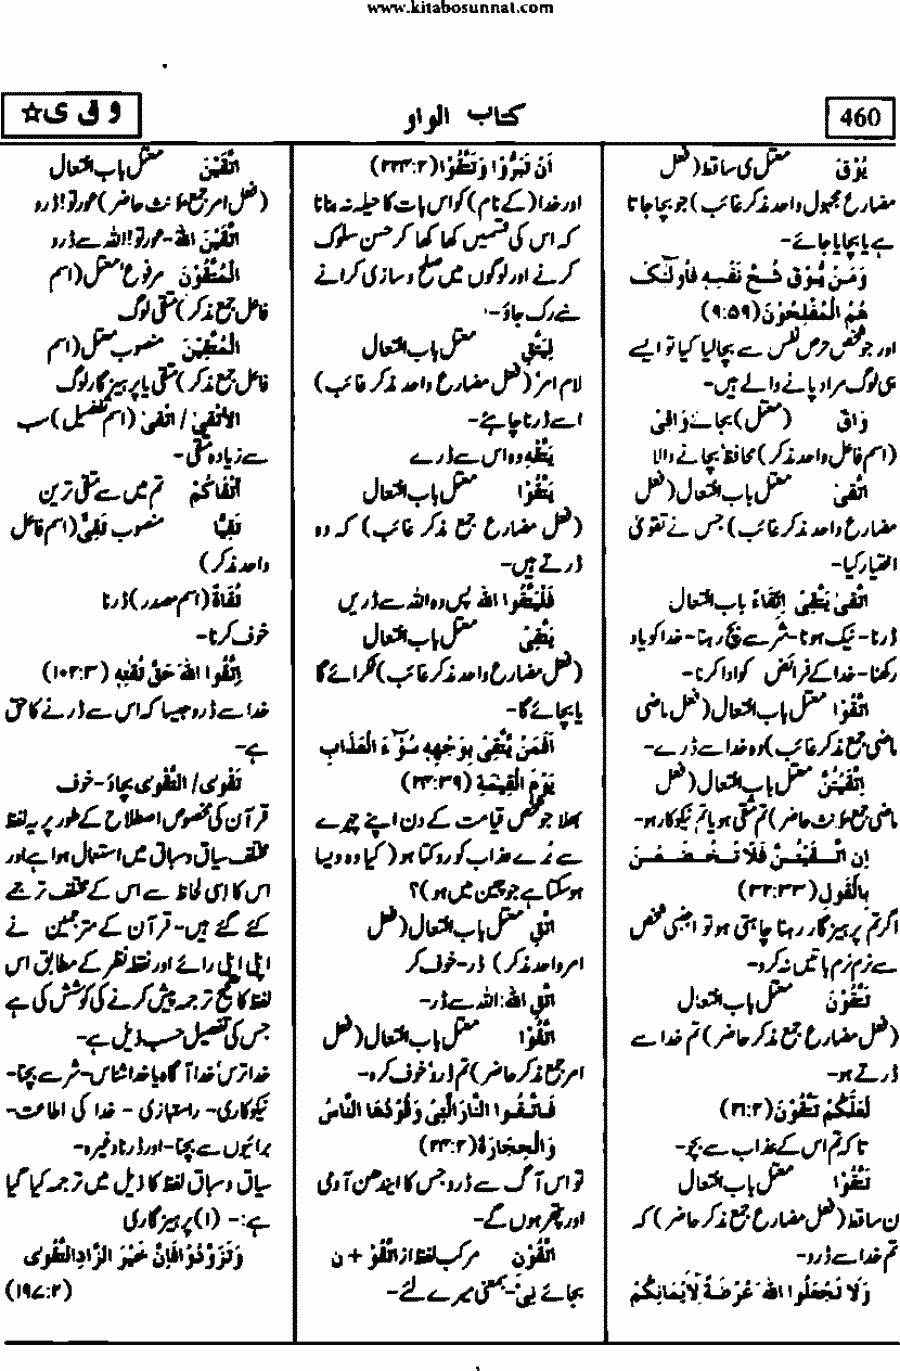 www.kitabosunnat.com
460
کتاب الواو
و ق ی☆
یُوْقَ معتل ی ساقط(فعل
مضارع مجہول واحد مذکر غائب)جو بچا جاتا
ہے یا بچایا جائے-
وَمَنْ یُّوْقَ شُحَّ نَفْسِهٖ فَاُولٰٓئِکَ
هُمُ الْمُفْلِحُوْنَ(۹:۵۹)
اور جو شخص حرص نفس سے بچالیا گیا تو ایسے
ہی لوگ مراد پانے والے ہیں-
وَاقٍ (معتل)بجائے وَاقِیٌ
(اسم فاعل واحد مذکر)محافظ بچانے والا
اتَّقٰی معتل باب افتعال(فعل
مضارع واحد مذکر غائب)جس نے تقویٰ
اختیار کیا-
اتَّقٰی یَتَّقِیْ اِتِّقَاءً باب افتعال
ڈرنا-نیک ہونا-شر سے بچ رہنا-خدا کو یاد
رکھنا-خدا کے فرائض کو ادا کرنا-
اتَّقَوْا معتل باب افتعال(فعل ماضی
ماضی جمع مذکر غائب)وہ خدا سے ڈرے-
اِتَّقَیْتُنَّ معتل باب افتعال(فعل
ماضی جمع مؤنث حاضر)تم متقی ہو یا تم نیکوکار ہو-
اِنِ اتَّقَیْتُنَّ فَلَا تَخْضَعْنَ
بِالْقَوْلِ(۳۲:۳۳)
اگر تم پرہیزگار رہنا چاہتی ہو تو اجنبی شخص
سے نرم نرم باتیں نہ کرو-
تَتَّقُوْنَ معتل باب افتعال
(فعل مضارع جمع مذکر حاضر)تم خدا سے
ڈرتے ہو-
لَعَلَّکُمْ تَتَّقُوْنَ(۲۱:۲)
تا کہ تم اس کے عذاب سے بچو-
تَتَّقُوْا معتل باب افتعال
ن ساقط(فعل مضارع جمع مذکر حاضر)کہ
تم خدا سے ڈرو-
وَلَا تَجْعَلُوا اللهَ عُرْضَةً لِّاَیْمَانِکُمْ
اَنْ تَبَرُّوْا وَتَتَّقُوْا(۲۲۴:۲)
اور خدا(کے نام)کو اس بات کا حیلہ نہ بنانا
کہ اس کی قسمیں کھا کھا کر حسن سلوک
کرنے اور لوگوں میں صلح و سازی کرانے
سے رک جاؤ-
لِیَتَّقِ معتل باب افتعال
لام امر(فعل مضارع واحد مذکر غائب)
اسے ڈرنا چاہئے-
یَتَّقْهِ وہ اس سے ڈرے
یَتَّقُوْا معتل باب افتعال
(فعل مضارع جمع مذکر غائب) کہ وہ
ڈرتے ہیں-
فَلْیَتَّقُوا اللهَ پس وہ اللہ سے ڈریں
یَتَّقِیْ معتل باب افتعال
(فعل مضارع واحد مذکر غائب)ٹکرائے گا
یا بچائے گا-
اَفَمَنْ یَّتَّقِیْ بِوَجْهِهٖ سُوْٓءَ الْعَذَابِ
یَوْمَ الْقِیٰمَةِ(۲۴:۳۹)
بھلا جو شخص قیامت کے دن اپنے چہرے
سے برے عذاب کو روکتا ہو(کیا وہ ویسا
ہوسکتا ہے جو چین میں ہو)؟
اتَّقِ معتل باب افتعال(فعل
امر واحد مذکر) ڈر-خوف کر
اتَّقِ اللهَ:اللہ سے ڈر-
اتَّقُوْا معتل باب افتعال(فعل
امر جمع مذکر حاضر)تم ڈرو'خوف کرو-
فَاتَّقُوا النَّارَ الَّتِیْ وَقُوْدُهَا النَّاسُ
وَالْحِجَارَةُ(۲۴:۲)
تو اس آگ سے ڈرو جس کا ایندھن آدمی
اور پتھر ہوں گے-
اتَّقُوْنِ مرکب لفظ از اتَّقُوْ + ن
بجائے نِیْ-بمعنی میرے لئے-
اتَّقِیْنَ معتل باب افتعال
(فعل امر جمع مؤنث حاضر)عورتو!ڈرو
اتَّقِیْنَ اللهَ-عورتو!اللہ سے ڈرو
الْمُتَّقُوْنَ مرفوع'معتل(اسم
فاعل جمع مذکر)متقی لوگ
الْمُتَّقِیْنَ منصوب معتل(اسم
فاعل جمع مذکر)متقی یا پرہیزگار لوگ
الْاَتْقٰی/اَتْقٰی(اسم تفضیل)سب
سے زیادہ متقی-
اَتْقَاکُمْ تم میں سے متقی ترین
تَقِیًّا منصوب تَقِیٌّ(اسم فاعل
واحد مذکر)
تُقَاةً(اسم مصدر)ڈرنا
خوف کرنا-
اِتَّقُوا اللهَ حَقَّ تُقٰتِهٖ(۱۰۲:۳)
خدا سے ڈرو جیسا کہ اس سے ڈرنے کا حق
ہے-
تَقْوٰی/التَّقْوٰی بچاؤ-خوف
قرآن کی مخصوص اصطلاح کے طور پر یہ لفظ
مختلف سیاق و سباق میں استعمال ہوا ہے اور
اس کا اسی لحاظ سے اس کے مختلف ترجمے
کئے گئے ہیں-قرآن کے مترجمین نے
اپنی اپنی رائے اور نقطہ نظر کے مطابق اس
لفظ کا صحیح ترجمہ پیش کرنے کی کوشش کی ہے
جس کی تفصیل حسب ذیل ہے-
خدا ترس'خدا آگاہ یا خدا شناس-شر سے بچنا-
نیکوکاری- راستبازی - خدا کی اطاعت-
برائیوں سے بچنا-اور ڈرنا وغیرہ-
سیاق و سباق لفظ کا ذیل میں ترجمہ کیا گیا
ہے:-(۱)پرہیزگاری
وَتَزَوَّدُوْا فَاِنَّ خَیْرَ الزَّادِ التَّقْوٰی
(۱۹۷:۲)